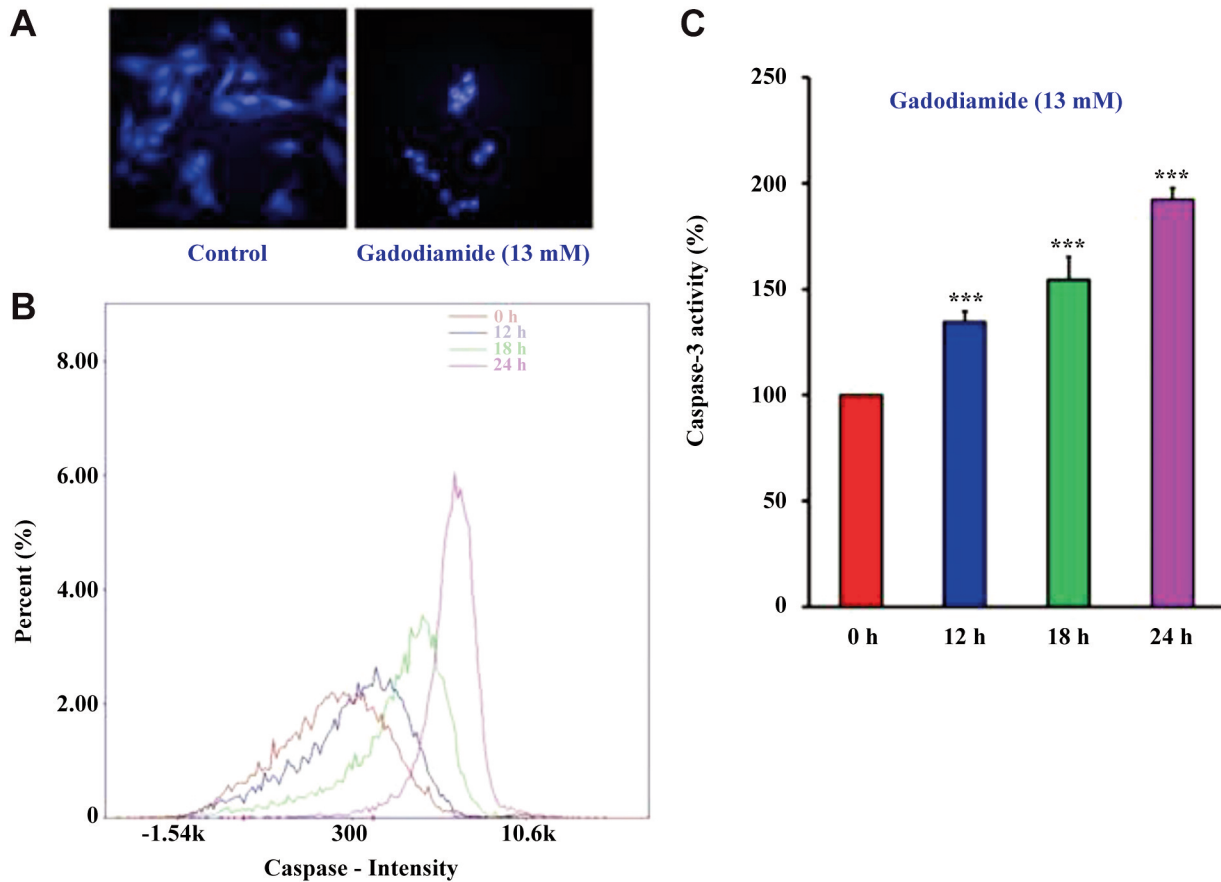 A
Control
Gadodiamide (13 mM)
B
0 h
12 h
18 h
24 h
8.00
6.00
4.00
2.00
0
Percent (%)
-1.54k
300
10.6k
Caspase - Intensity
C
Gadodiamide (13 mM)
250
200
150
100
50
0
Caspase-3 activity (%)
***
***
***
0 h
12 h
18 h
24 h